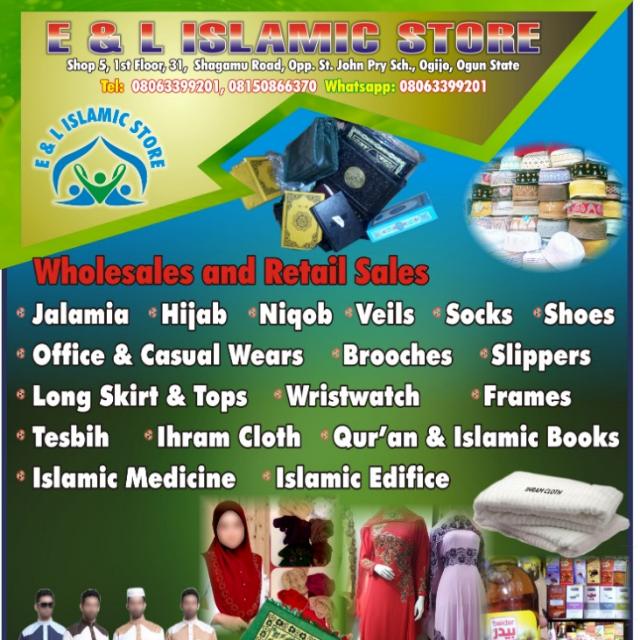 E & L ISLAMIC STORE
Shop 5, 1st Floor, 31, Shagamu Road, Opp. St. John Pry Sch., Ogijo, Ogun State
Tel: 08063399201, 08150866370 Whatsapp: 08063399201
E & L ISLAMIC STORE
Wholesales and Retail Sales
Jalamia Hijab Niqob Veils Socks Shoes
Office & Casual Wears Brooches Slippers
Long Skirt & Tops Wristwatch Frames
Tesbih Ihram Cloth Qur'an & Islamic Books
Islamic Medicine Islamic Edifice
IHRAM CLOTH